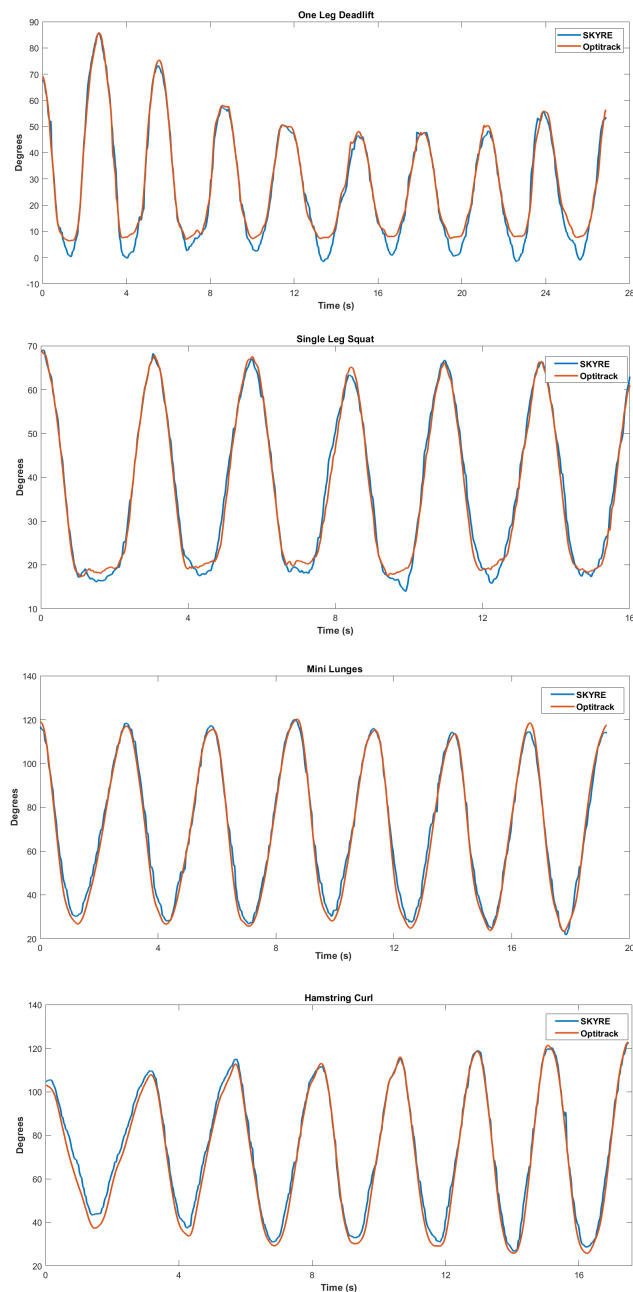 One Leg Deadlift
90
80
70
60
50
40
30
20
10
0
-10
Degrees
SKYRE
Optitrack
0 4 8 12 16 20 24 28
Time (s)
Single Leg Squat
70
60
50
40
30
20
10
Degrees
SKYRE
Optitrack
0 4 8 12 16
Time (s)
Mini Lunges
140
120
100
80
60
40
20
Degrees
SKYRE
Optitrack
0 4 8 12 16 20
Time (s)
Hamstring Curl
140
120
100
80
60
40
20
Degrees
SKYRE
Optitrack
0 4 8 12 16
Time (s)